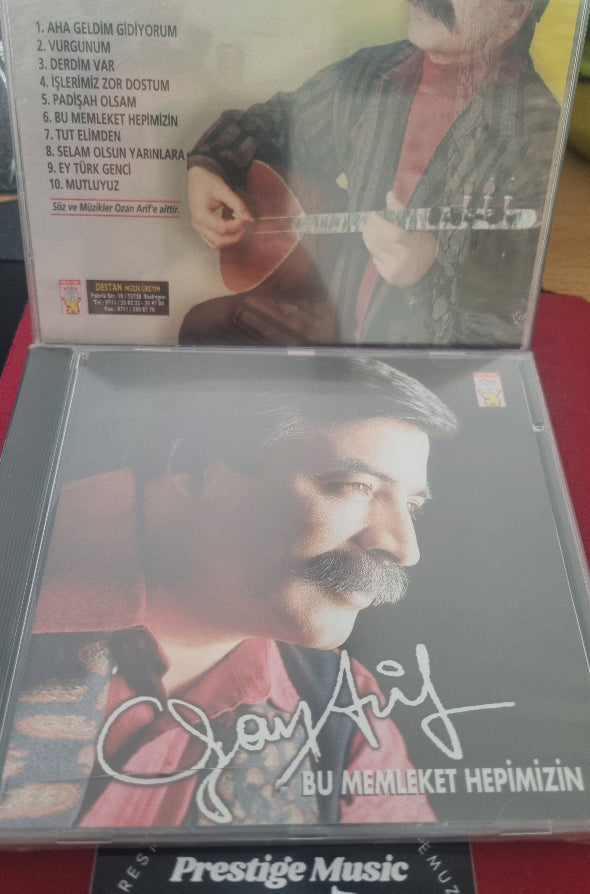 1. AHA GELDİM GİDİYORUM
2. VURGUNUM
3. DERDİM VAR
4. İŞLERİMİZ ZOR DOSTUM
5. PADİŞAH OLSAM
6. BU MEMLEKET HEPİMİZİN
7. TUT ELİMDEN
8. SELAM OLSUN YARINLARA
9. EY TÜRK GENCİ
10. MUTLUYUZ
Söz ve Müzikler Ozan Arif'e aittir.
DESTAN MÜZİK ÜRETİM
Ozan Arif
BU MEMLEKET HEPİMİZİN
Prestige Music